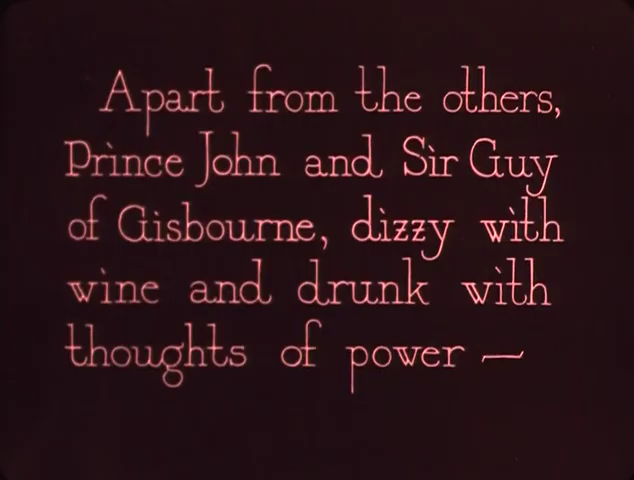 Apart from the others,
Prince John and Sir Guy
of Gisbourne, dizzy with
wine and drunk with
thoughts of power —